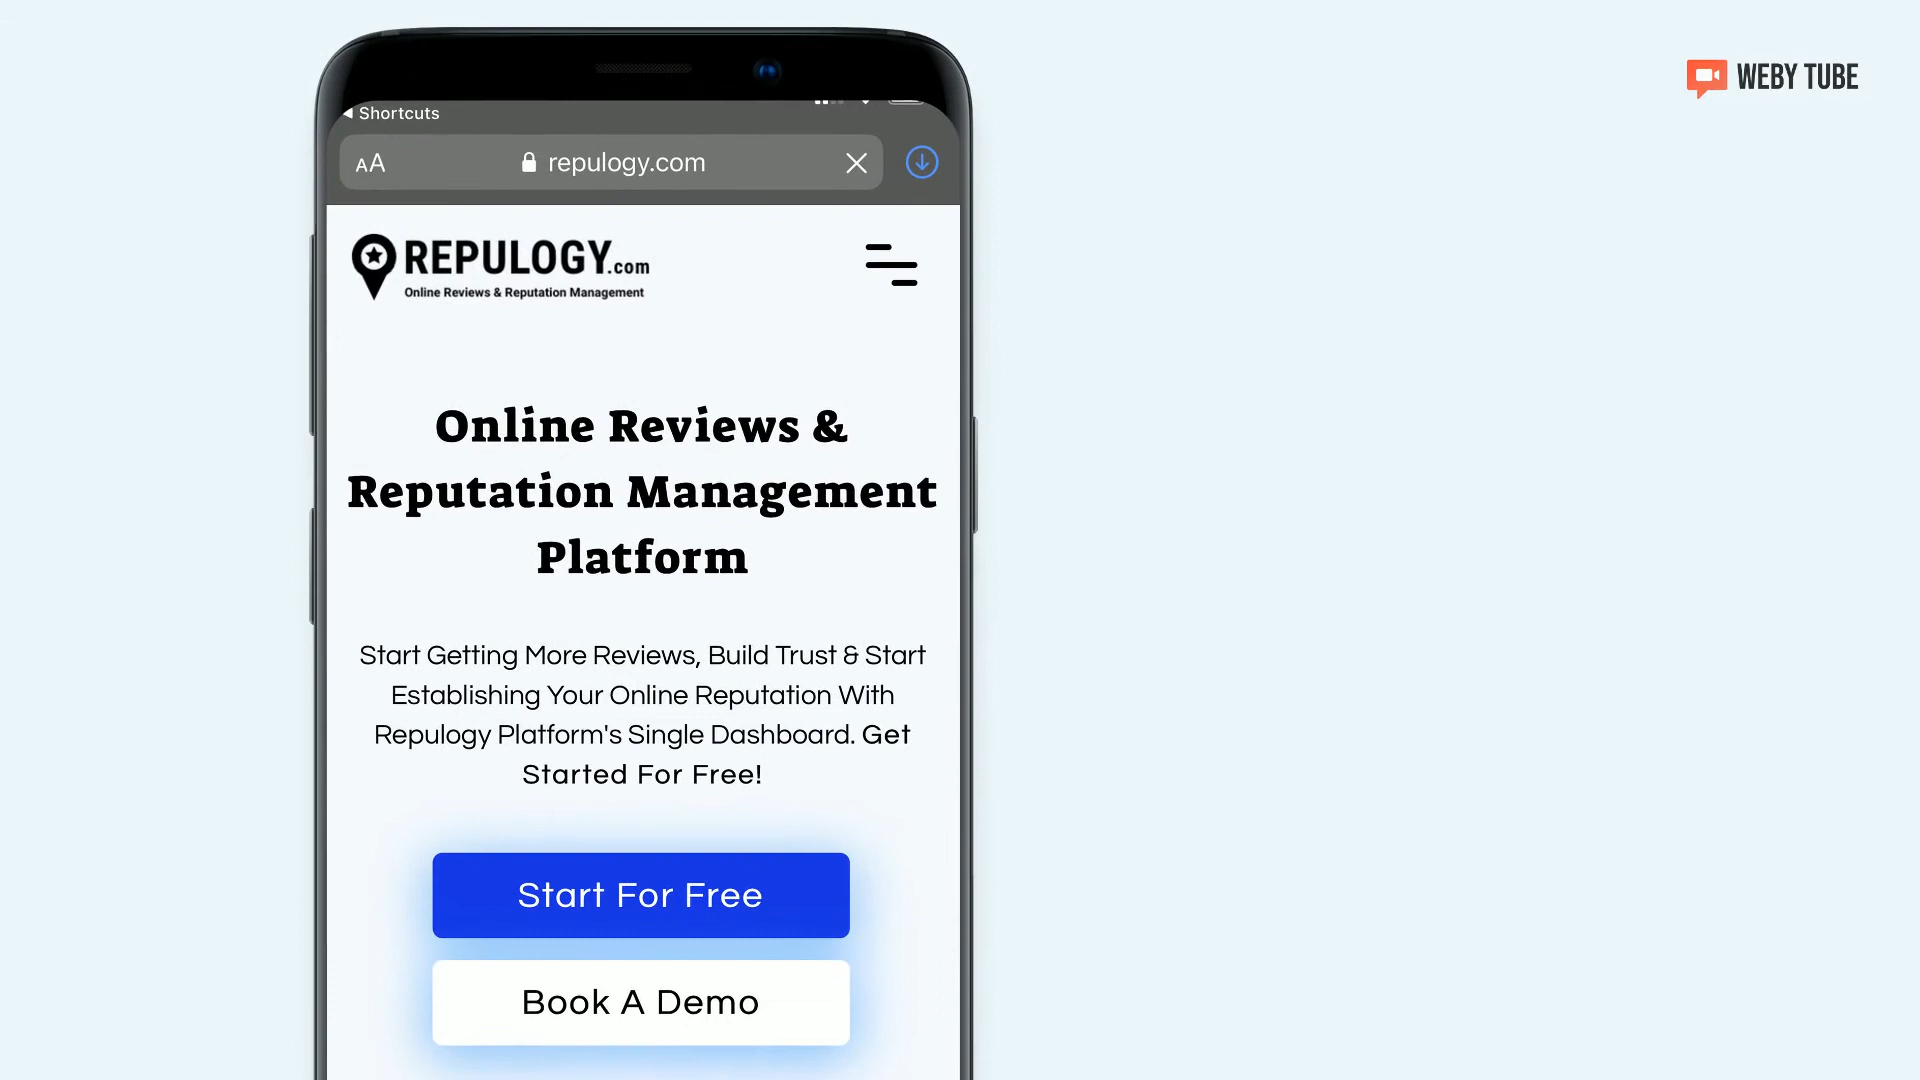 WEBY TUBE
Shortcuts
AA repulogy.com
REPULOGY.com
Online Reviews & Reputation Management
Online Reviews &
Reputation Management
Platform
Start Getting More Reviews, Build Trust & Start
Establishing Your Online Reputation With
Repulogy Platform's Single Dashboard. Get
Started For Free!
Start For Free
Book A Demo